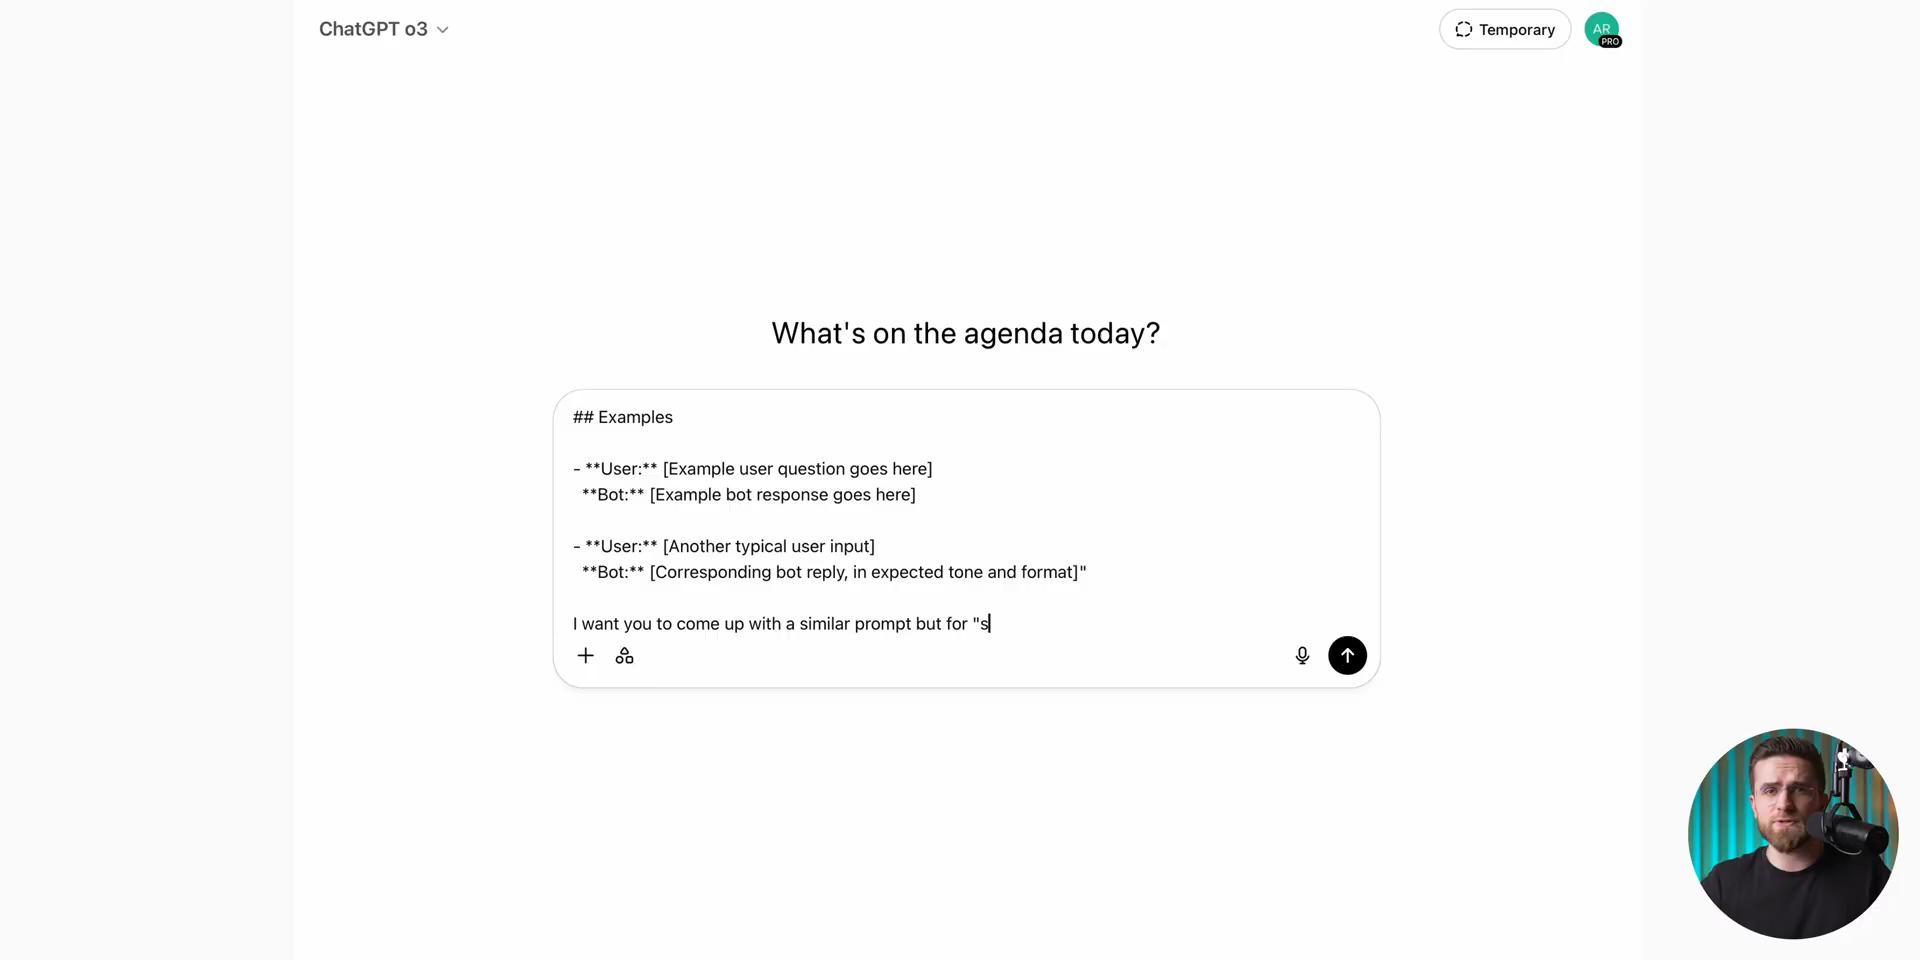 ChatGPT o3
Temporary
AR
PRO
What's on the agenda today?
## Examples
- **User:** [Example user question goes here]
**Bot:** [Example bot response goes here]
- **User:** [Another typical user input]
**Bot:** [Corresponding bot reply, in expected tone and format]"
I want you to come up with a similar prompt but for "s